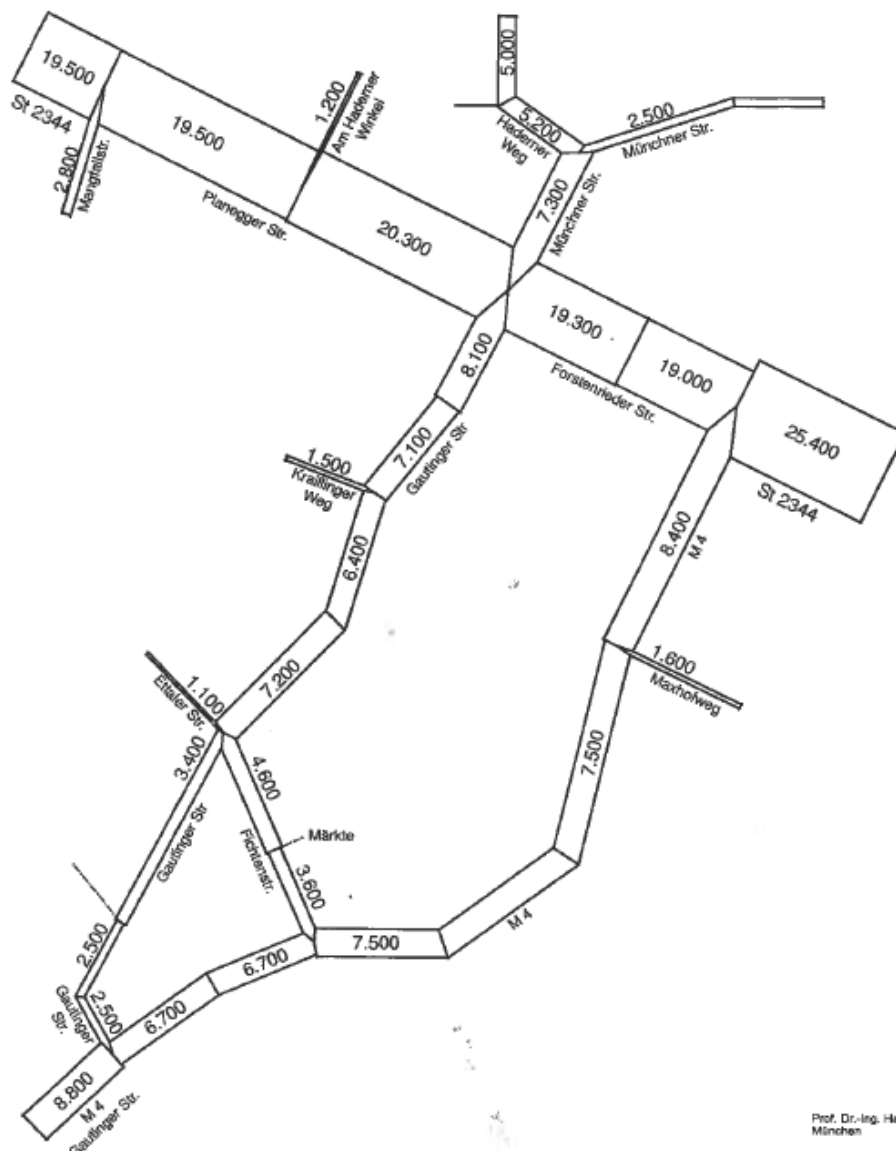 19.500
St 2344
2.800
Mangfallstr.
19.500
1.200
Am Haderner
Winkel
Planegger Str.
20.300
5.000
5.200
Haderner
Weg
2.500
Münchner Str.
7.300
Münchner Str.
19.300
Forstenrieder Str.
19.000
25.400
St 2344
8.100
7.100
Gautinger Str
1.500
Kraillinger
Weg
6.400
8.400
M 4
1.600
Maxhofweg
7.200
1.100
Ettaler Str.
3.400
Gautinger Str
4.600
Fichtenstr.
Märkte
3.600
7.500
M 4
7.500
6.700
6.700
2.500
2.500
Gautinger
Str.
8.800
M 4
Gautinger Str.
Prof. Dr.-Ing. Ha
München